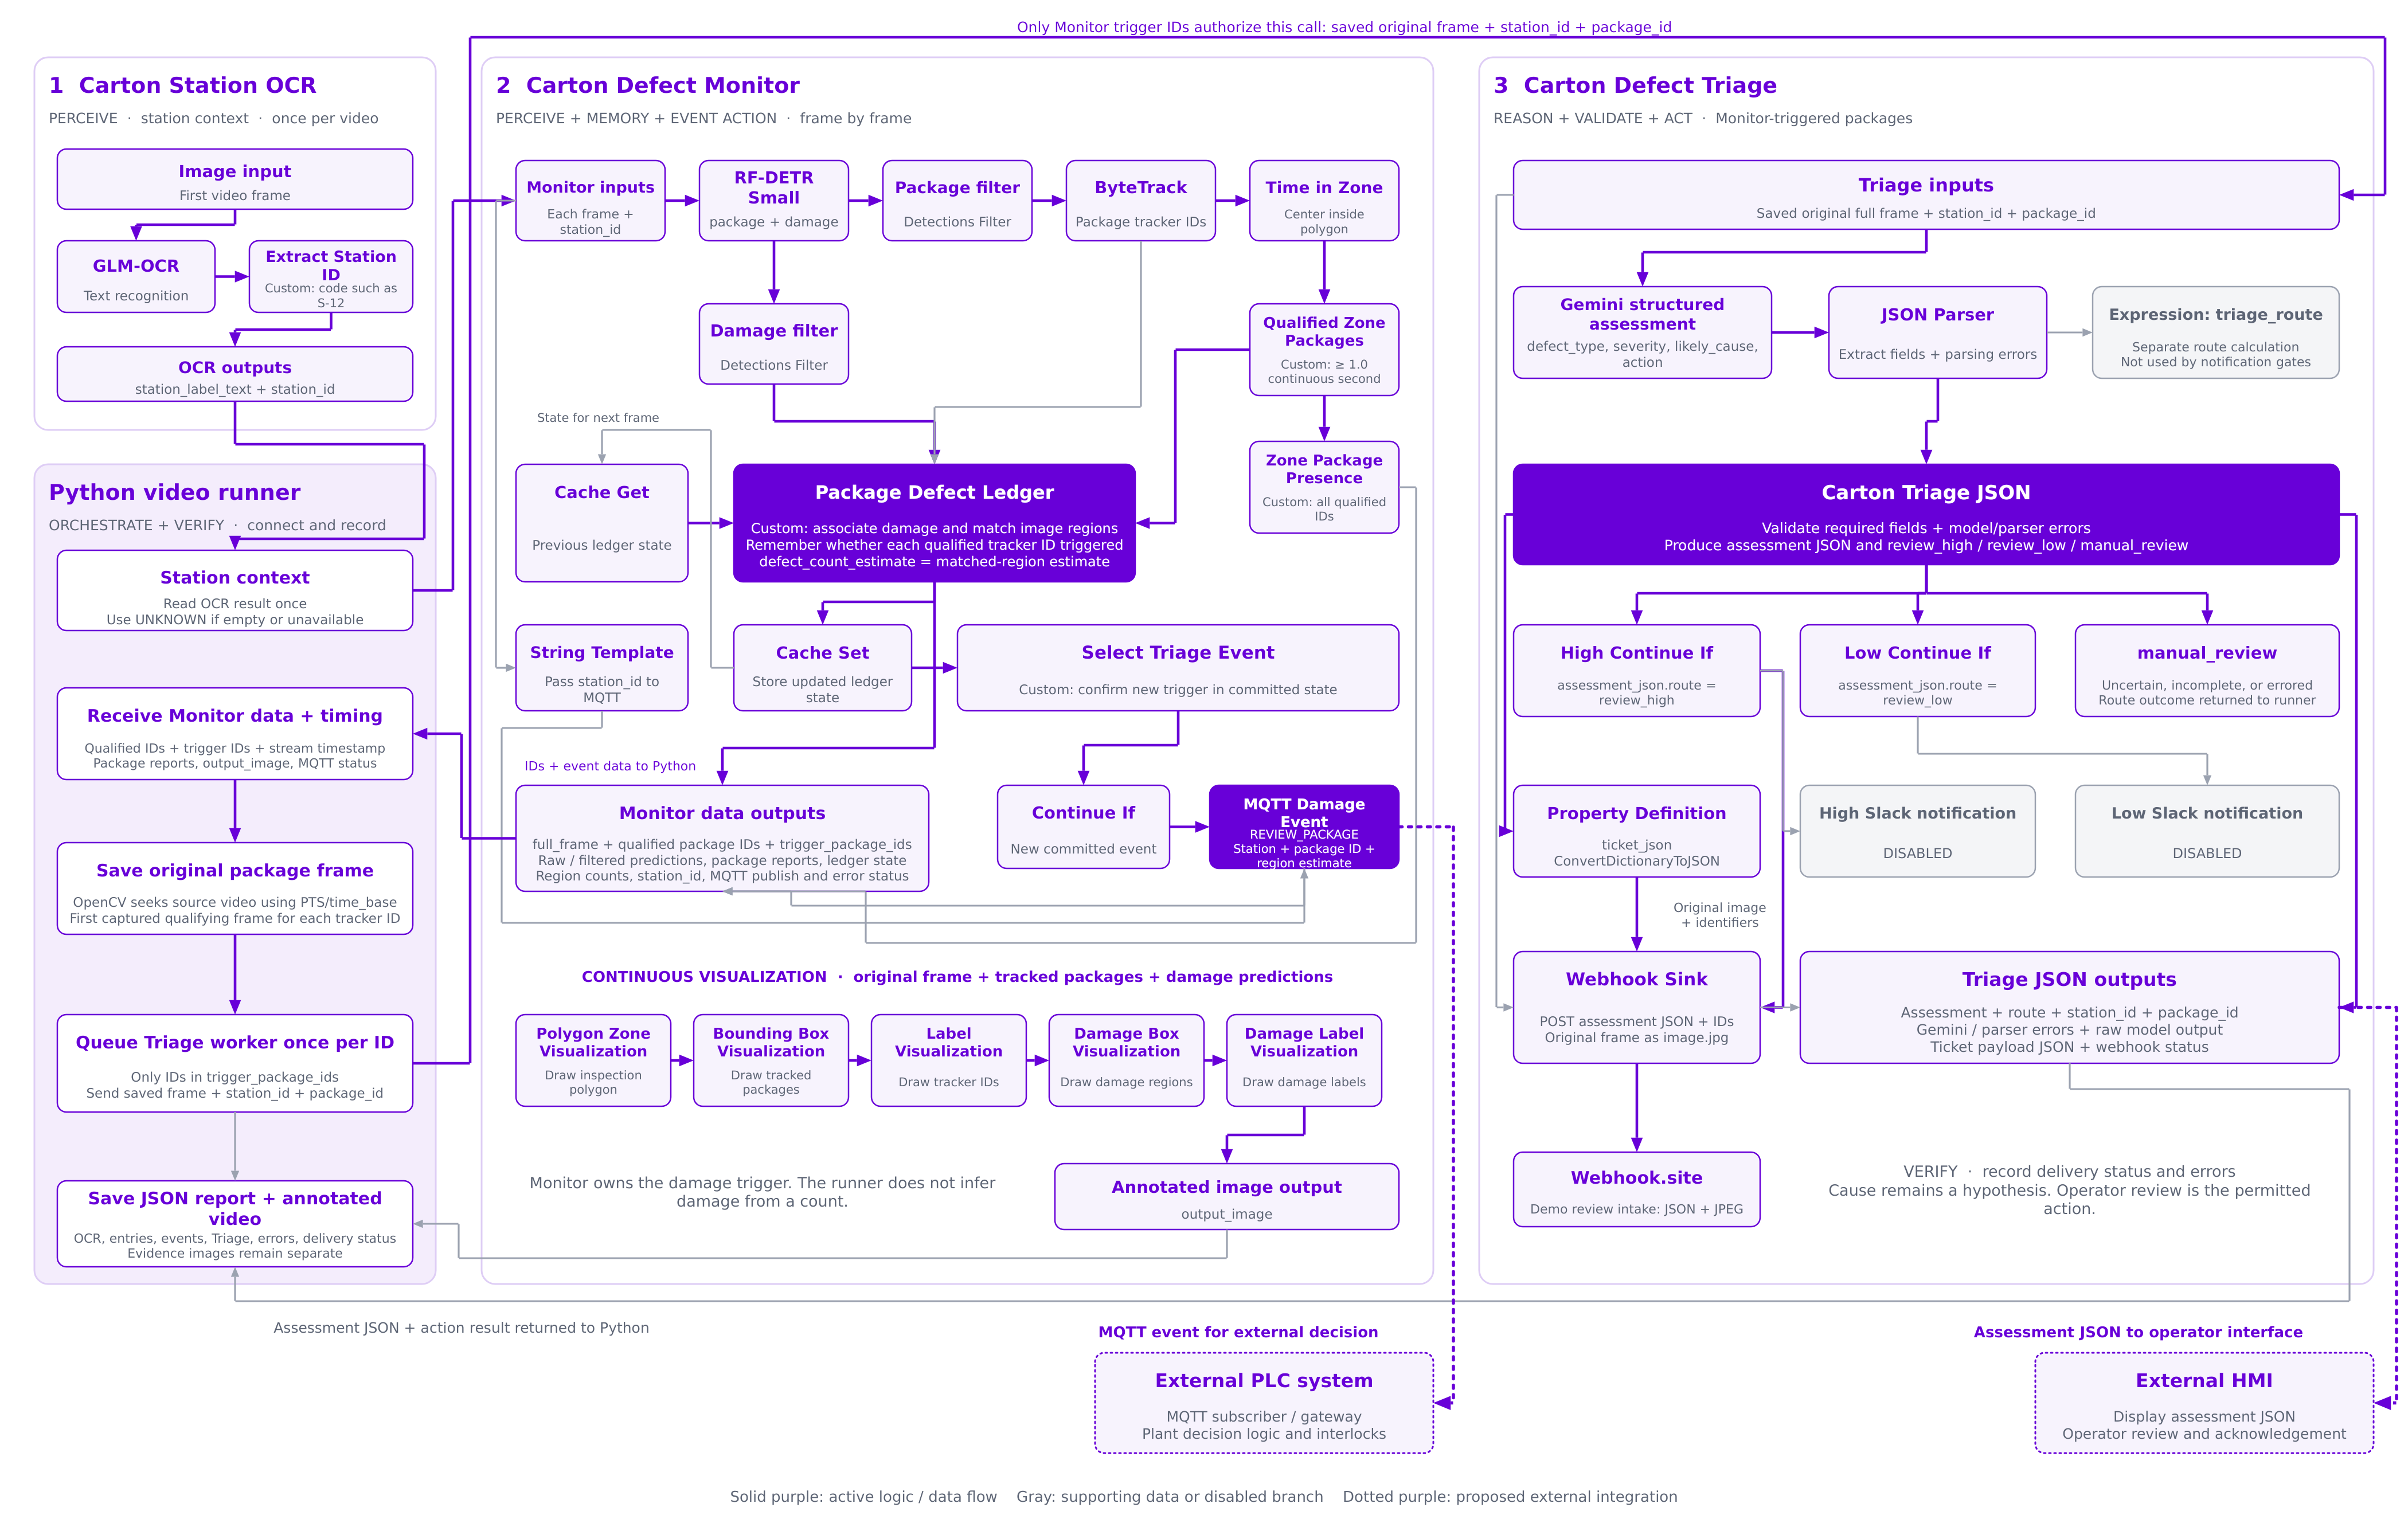 Only Monitor trigger IDs authorize this call: saved original frame + station_id + package_id
1 Carton Station OCR
PERCEIVE · station context · once per video
Image input
First video frame
GLM-OCR
Text recognition
Extract Station
ID
Custom: code such as
S-12
OCR outputs
station_label_text + station_id
Python video runner
ORCHESTRATE + VERIFY · connect and record
Station context
Read OCR result once
Use UNKNOWN if empty or unavailable
Receive Monitor data + timing
Qualified IDs + trigger IDs + stream timestamp
Package reports, output_image, MQTT status
Save original package frame
OpenCV seeks source video using PTS/time_base
First captured qualifying frame for each tracker ID
Queue Triage worker once per ID
Only IDs in trigger_package_ids
Send saved frame + station_id + package_id
Save JSON report + annotated
video
OCR, entries, events, Triage, errors, delivery status
Evidence images remain separate
2 Carton Defect Monitor
PERCEIVE + MEMORY + EVENT ACTION · frame by frame
Monitor inputs
Each frame +
station_id
RF-DETR
Small
package + damage
Package filter
Detections Filter
ByteTrack
Package tracker IDs
Time in Zone
Center inside
polygon
Damage filter
Detections Filter
Qualified Zone
Packages
Custom: ≥ 1.0
continuous second
State for next frame
Cache Get
Previous ledger state
Package Defect Ledger
Custom: associate damage and match image regions
Remember whether each qualified tracker ID triggered
defect_count_estimate = matched-region estimate
Zone Package
Presence
Custom: all qualified
IDs
String Template
Pass station_id to
MQTT
Cache Set
Store updated ledger
state
Select Triage Event
Custom: confirm new trigger in committed state
IDs + event data to Python
Monitor data outputs
full_frame + qualified package IDs + trigger_package_ids
Raw / filtered predictions, package reports, ledger state
Region counts, station_id, MQTT publish and error status
Continue If
New committed event
MQTT Damage
Event
REVIEW_PACKAGE
Station + package ID +
region estimate
CONTINUOUS VISUALIZATION · original frame + tracked packages + damage predictions
Polygon Zone
Visualization
Draw inspection
polygon
Bounding Box
Visualization
Draw tracked
packages
Label
Visualization
Draw tracker IDs
Damage Box
Visualization
Draw damage regions
Damage Label
Visualization
Draw damage labels
Monitor owns the damage trigger. The runner does not infer
damage from a count.
Annotated image output
output_image
3 Carton Defect Triage
REASON + VALIDATE + ACT · Monitor-triggered packages
Triage inputs
Saved original full frame + station_id + package_id
Gemini structured
assessment
defect_type, severity, likely_cause,
action
JSON Parser
Extract fields + parsing errors
Expression: triage_route
Separate route calculation
Not used by notification gates
Carton Triage JSON
Validate required fields + model/parser errors
Produce assessment JSON and review_high / review_low / manual_review
High Continue If
assessment_json.route =
review_high
Low Continue If
assessment_json.route =
review_low
manual_review
Uncertain, incomplete, or errored
Route outcome returned to runner
Property Definition
ticket_json
ConvertDictionaryToJSON
High Slack notification
DISABLED
Low Slack notification
DISABLED
Original image
+ identifiers
Webhook Sink
POST assessment JSON + IDs
Original frame as image.jpg
Triage JSON outputs
Assessment + route + station_id + package_id
Gemini / parser errors + raw model output
Ticket payload JSON + webhook status
Webhook.site
Demo review intake: JSON + JPEG
VERIFY · record delivery status and errors
Cause remains a hypothesis. Operator review is the permitted
action.
Assessment JSON + action result returned to Python
MQTT event for external decision
External PLC system
MQTT subscriber / gateway
Plant decision logic and interlocks
Assessment JSON to operator interface
External HMI
Display assessment JSON
Operator review and acknowledgement
Solid purple: active logic / data flow Gray: supporting data or disabled branch Dotted purple: proposed external integration